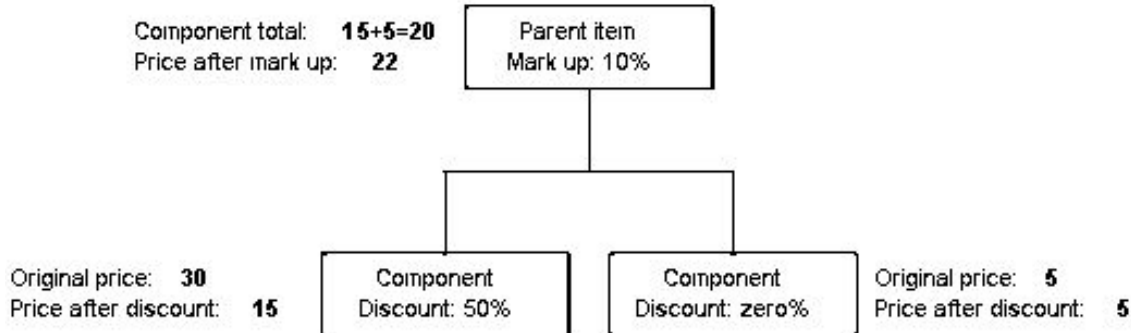 Component total: 15+5=20
Price after mark up: 22
Parent item
Mark up: 10%
Original price: 30
Price after discount: 15
Component
Discount: 50%
Component
Discount: zero%
Original price: 5
Price after discount: 5